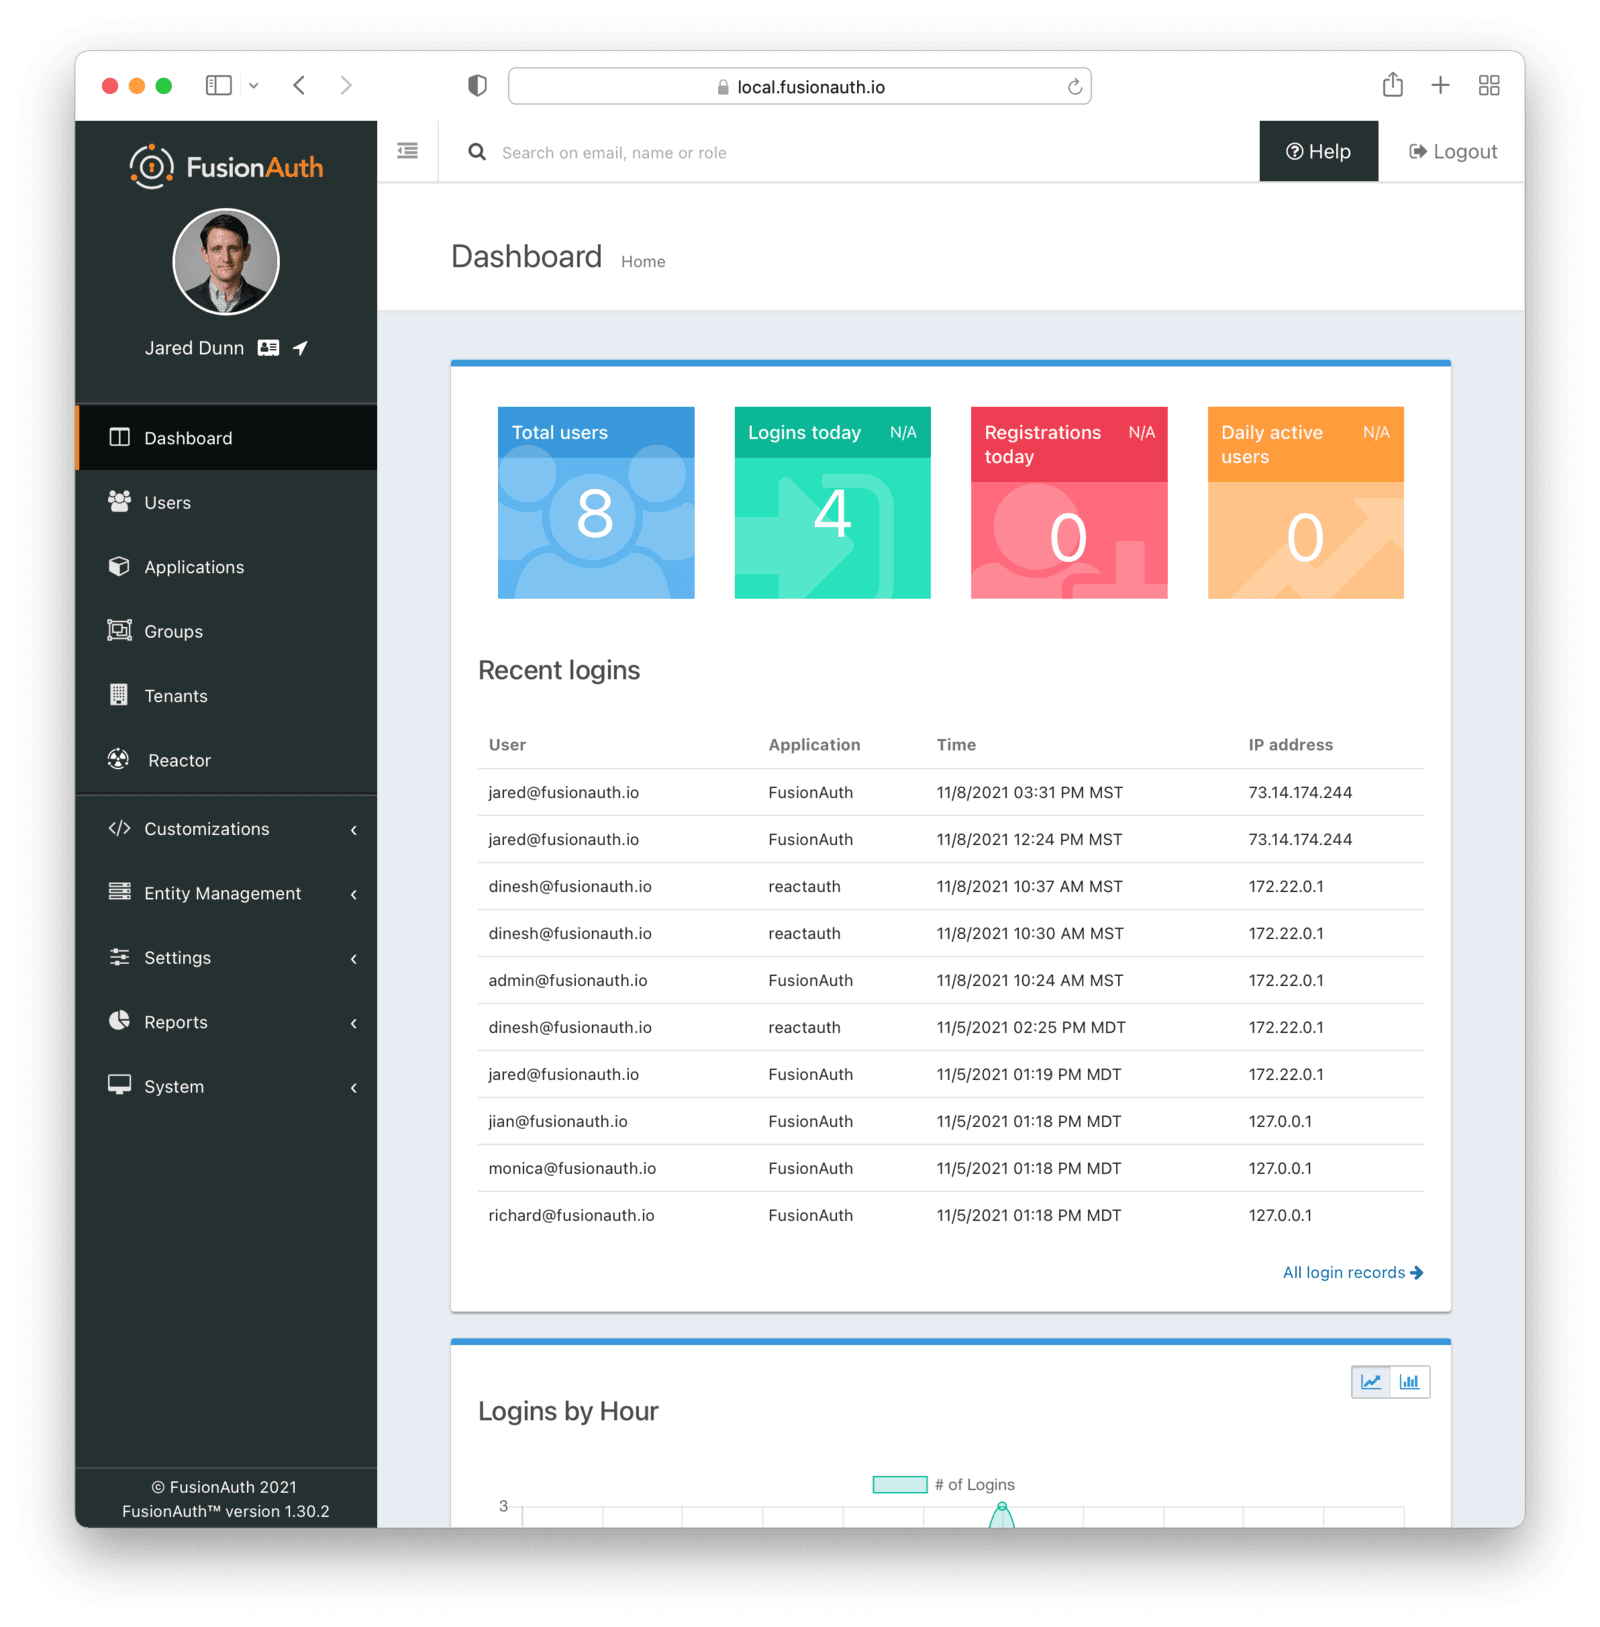 local.fusionauth.io
FusionAuth
Search on email, name or role
Help
Logout
Jared Dunn
Dashboard
Users
Applications
Groups
Tenants
Reactor
Customizations
Entity Management
Settings
Reports
System
© FusionAuth 2021
FusionAuth™ version 1.30.2
Dashboard Home
Total users
8
Logins today N/A
4
Registrations today N/A
0
Daily active users N/A
0
Recent logins
User Application Time IP address
jared@fusionauth.io FusionAuth 11/8/2021 03:31 PM MST 73.14.174.244
jared@fusionauth.io FusionAuth 11/8/2021 12:24 PM MST 73.14.174.244
dinesh@fusionauth.io reactauth 11/8/2021 10:37 AM MST 172.22.0.1
dinesh@fusionauth.io reactauth 11/8/2021 10:30 AM MST 172.22.0.1
admin@fusionauth.io FusionAuth 11/8/2021 10:24 AM MST 172.22.0.1
dinesh@fusionauth.io reactauth 11/5/2021 02:25 PM MDT 172.22.0.1
jared@fusionauth.io FusionAuth 11/5/2021 01:19 PM MDT 172.22.0.1
jian@fusionauth.io FusionAuth 11/5/2021 01:18 PM MDT 127.0.0.1
monica@fusionauth.io FusionAuth 11/5/2021 01:18 PM MDT 127.0.0.1
richard@fusionauth.io FusionAuth 11/5/2021 01:18 PM MDT 127.0.0.1
All login records
Logins by Hour
# of Logins
3